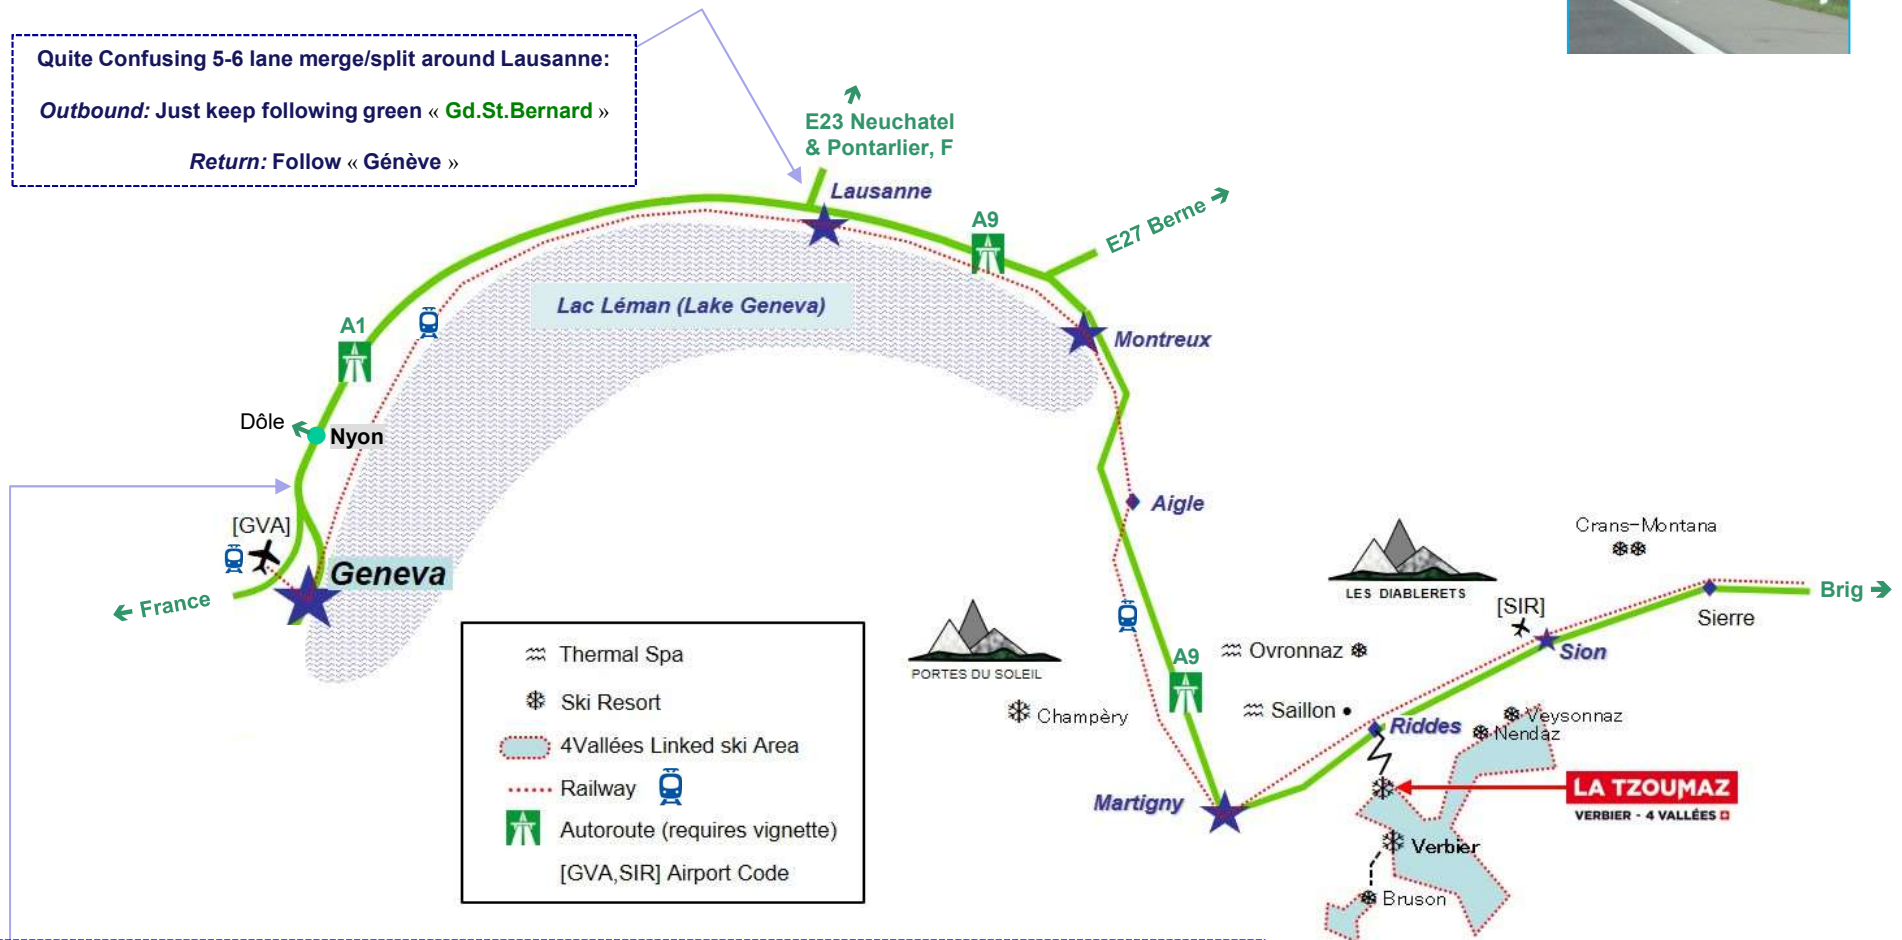 Quite Confusing 5-6 lane merge/split around Lausanne:
Outbound: Just keep following green « Gd.St.Bernard »
Return: Follow « Génève »
E23 Neuchatel
& Pontarlier, F
Lausanne
A9
E27 Berne
Lac Léman (Lake Geneva)
A1
Montreux
Dôle
Nyon
Aigle
[GVA]
Geneva
France
Crans-Montana
LES DIABLERETS
[SIR]
Brig
Sierre
Sion
PORTES DU SOLEIL
Champèry
A9
Ovronnaz
Saillon
Riddes
Veysonnaz
Nendaz
Martigny
LA TZOUMAZ
VERBIER - 4 VALLÉES
Verbier
Bruson
Thermal Spa
Ski Resort
4Vallées Linked ski Area
Railway
Autoroute (requires vignette)
[GVA,SIR] Airport Code